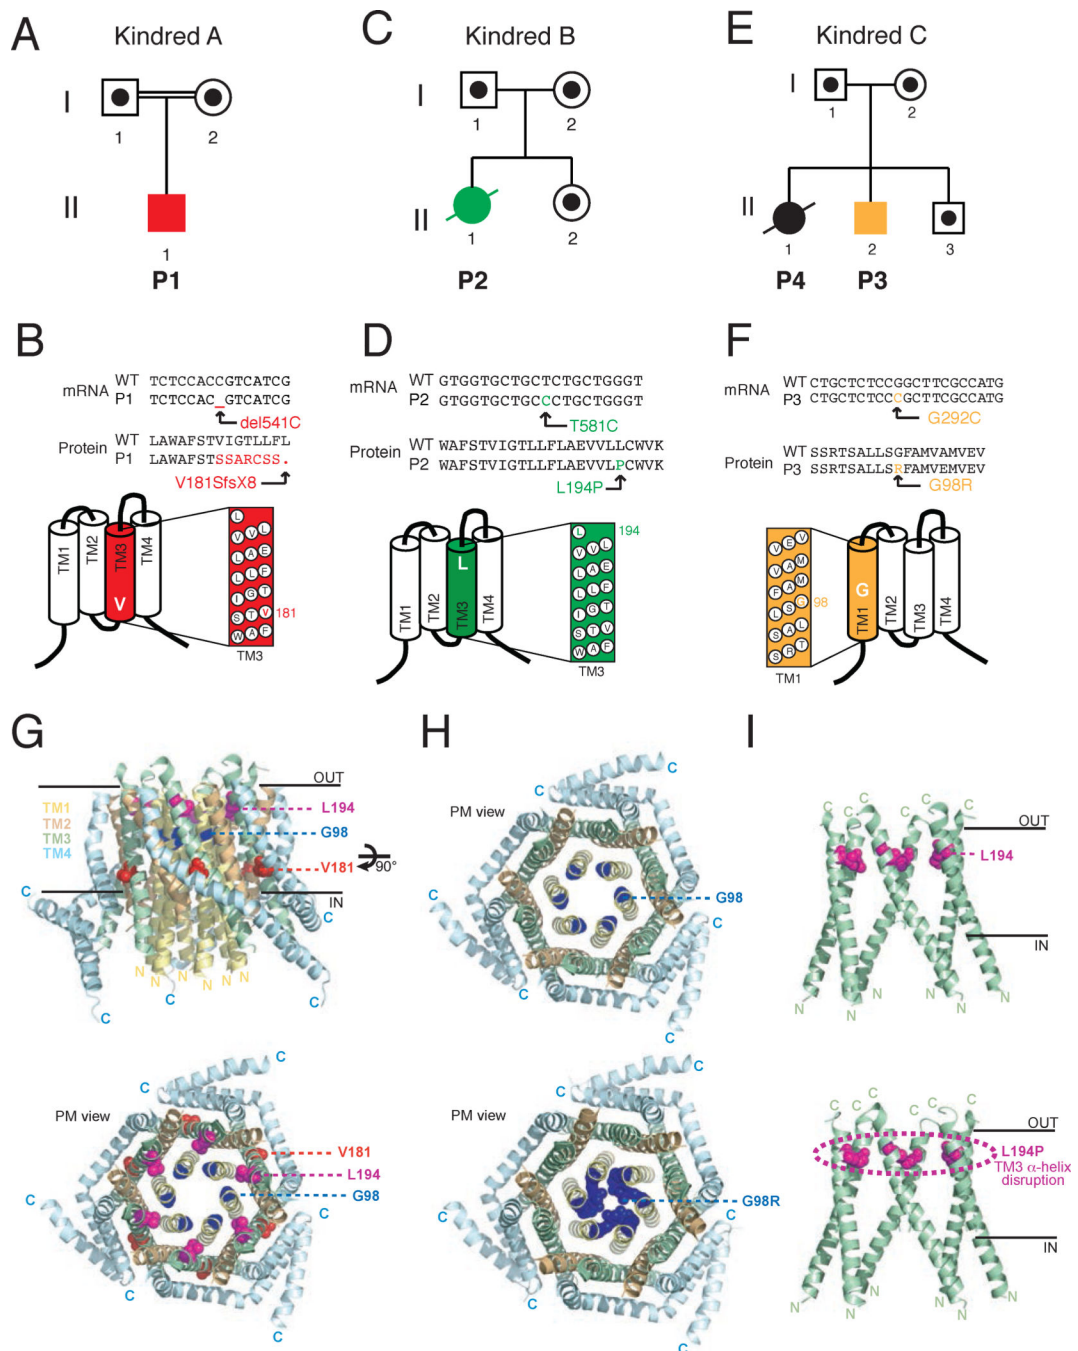 A
Kindred A
I
1
2
II
1
P1
C
Kindred B
I
1
2
II
1
2
P2
E
Kindred C
I
1
2
II
1
2
3
P4
P3
B
mRNA
WT TCTCCACCGTCATCG
P1 CTCTCCAC_GTCATCG
del541C
Protein
WT LAWAFSTVIGTLLFL
P1 LAWAFSTSSARCSS.
V181SfsX8
TM1
TM2
TM3
TM4
V
L
V V L
L A E
L L F
I G T
S T V
W A F
181
TM3
D
mRNA
WT GTGGTGCTGCTCTGCTGGGT
P2 GTGGTGCTGCCCTGCTGGGT
T581C
Protein
WT WAFSTVIGTLLFLAEVVLLCWVK
P2 WAFSTVIGTLLFLAEVVLPCWVK
L194P
TM1
TM2
TM3
TM4
L
L
V V L
L A E
L L F
I G T
S T V
W A F
194
TM3
F
mRNA
WT CTGCTCTCCGGCTTCGCCATG
P3 CTGCTCTCCCGCTTCGCCATG
G292C
Protein
WT SSRTSALLSGFAMVAMVEV
P3 SSRTSALLSRFAMVEMVEV
G98R
V E V
V A M
F A M
L S G
L A S
S R T
98
TM1
G
TM1
TM2
TM3
TM4
G
OUT
TM1
TM2
TM3
TM4
L194
G98
V181
90°
IN
C
N N N N N
C
C
C
PM view
C
C
C
C
C
C
V181
L194
G98
H
PM view
C
C
C
C
C
C
G98
PM view
C
C
C
C
C
C
G98R
I
C C C C C
OUT
L194
IN
N N N N N
C C C C C
OUT
L194P
TM3 α-helix
disruption
IN
N N N N